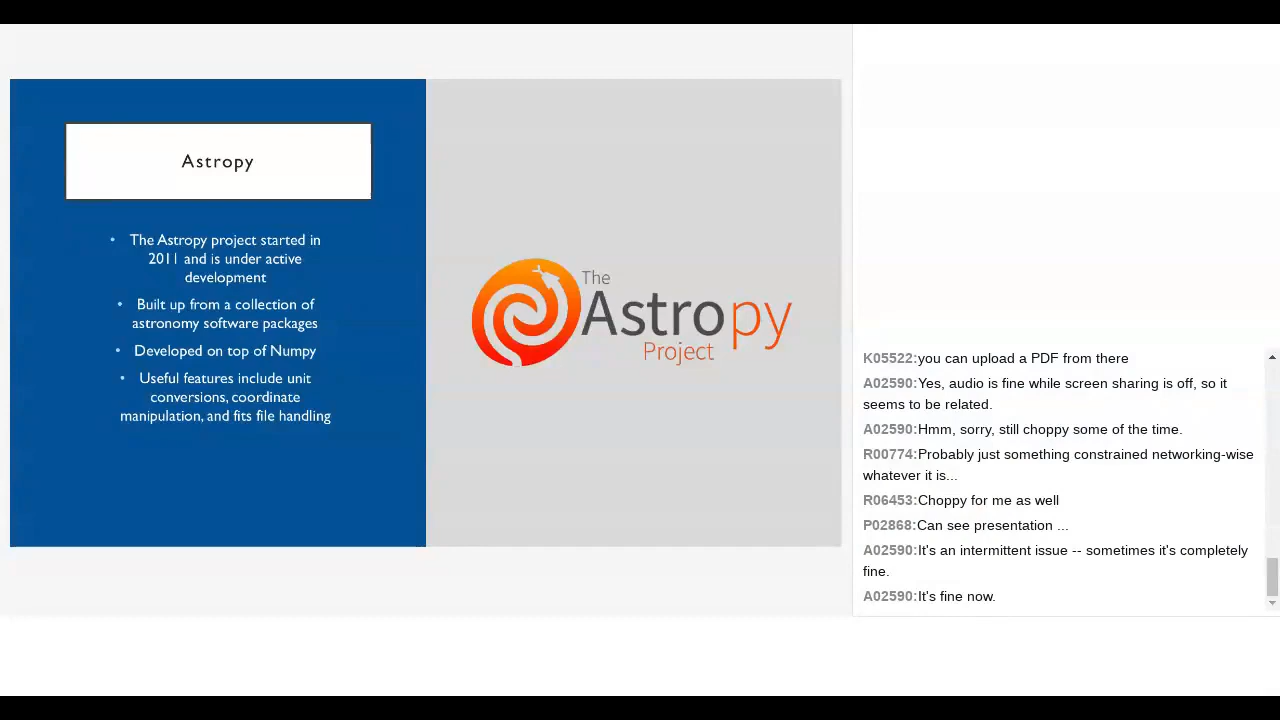 Astropy
• The Astropy project started in
2011 and is under active
development
• Built up from a collection of
astronomy software packages
• Developed on top of Numpy
• Useful features include unit
conversions, coordinate
manipulation, and fits file handling
The
Astropy
Project
K05522:you can upload a PDF from there
A02590:Yes, audio is fine while screen sharing is off, so it
seems to be related.
A02590:Hmm, sorry, still choppy some of the time.
R00774:Probably just something constrained networking-wise
whatever it is...
R06453:Choppy for me as well
P02868:Can see presentation ...
A02590:It's an intermittent issue -- sometimes it's completely
fine.
A02590:It's fine now.